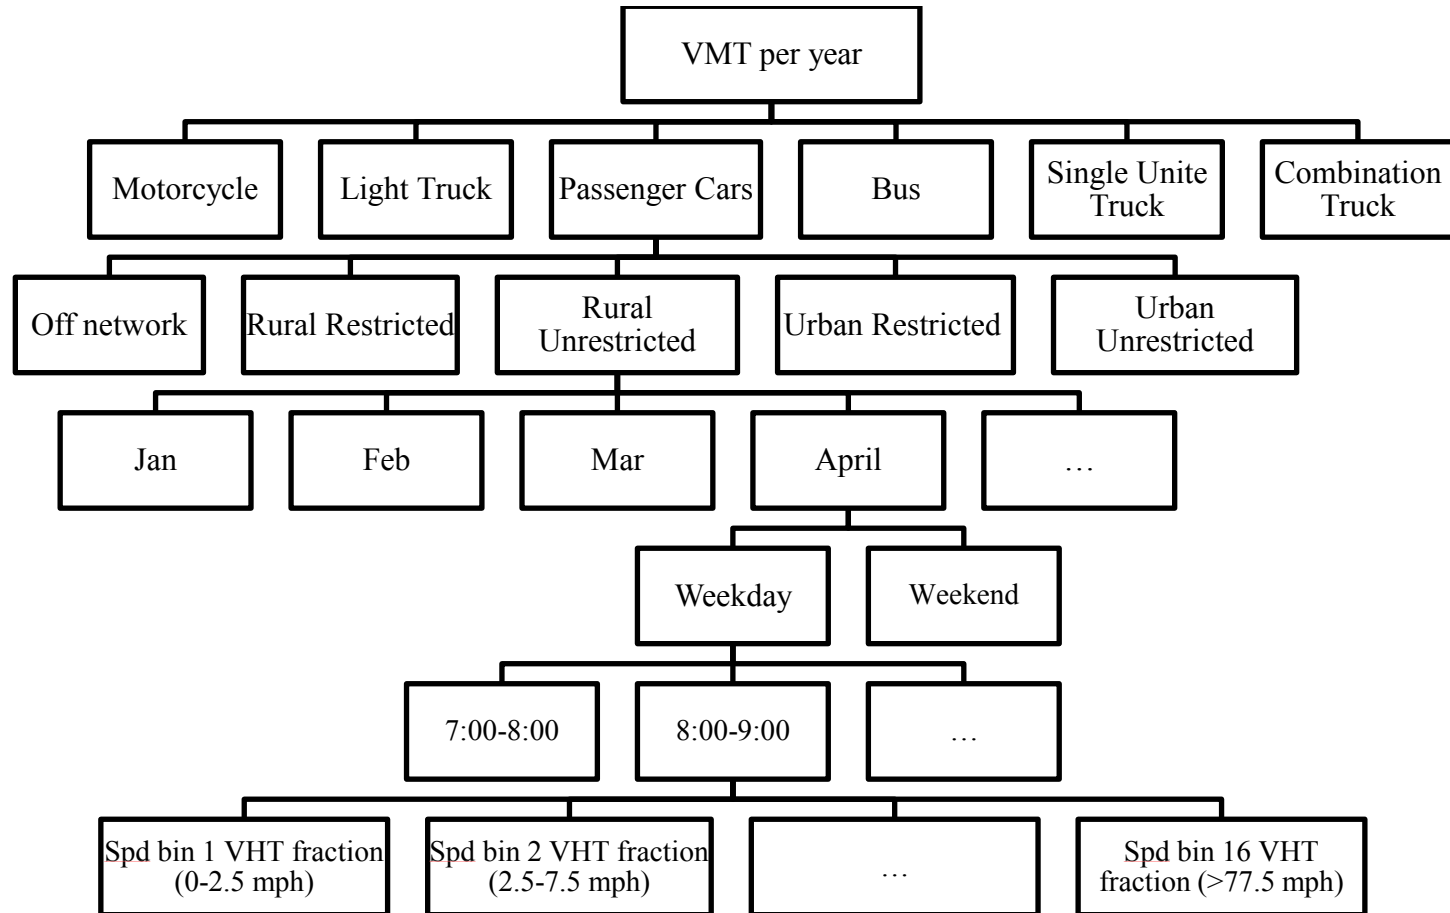 VMT per year
Motorcycle
Light Truck
Passenger Cars
Bus
Single Unite
Truck
Combination
Truck
Off network
Rural Restricted
Rural
Unrestricted
Urban Restricted
Urban
Unrestricted
Jan
Feb
Mar
April
…
Weekday
Weekend
7:00-8:00
8:00-9:00
…
Spd bin 1 VHT fraction
(0-2.5 mph)
Spd bin 2 VHT fraction
(2.5-7.5 mph)
…
Spd bin 16 VHT
fraction (>77.5 mph)